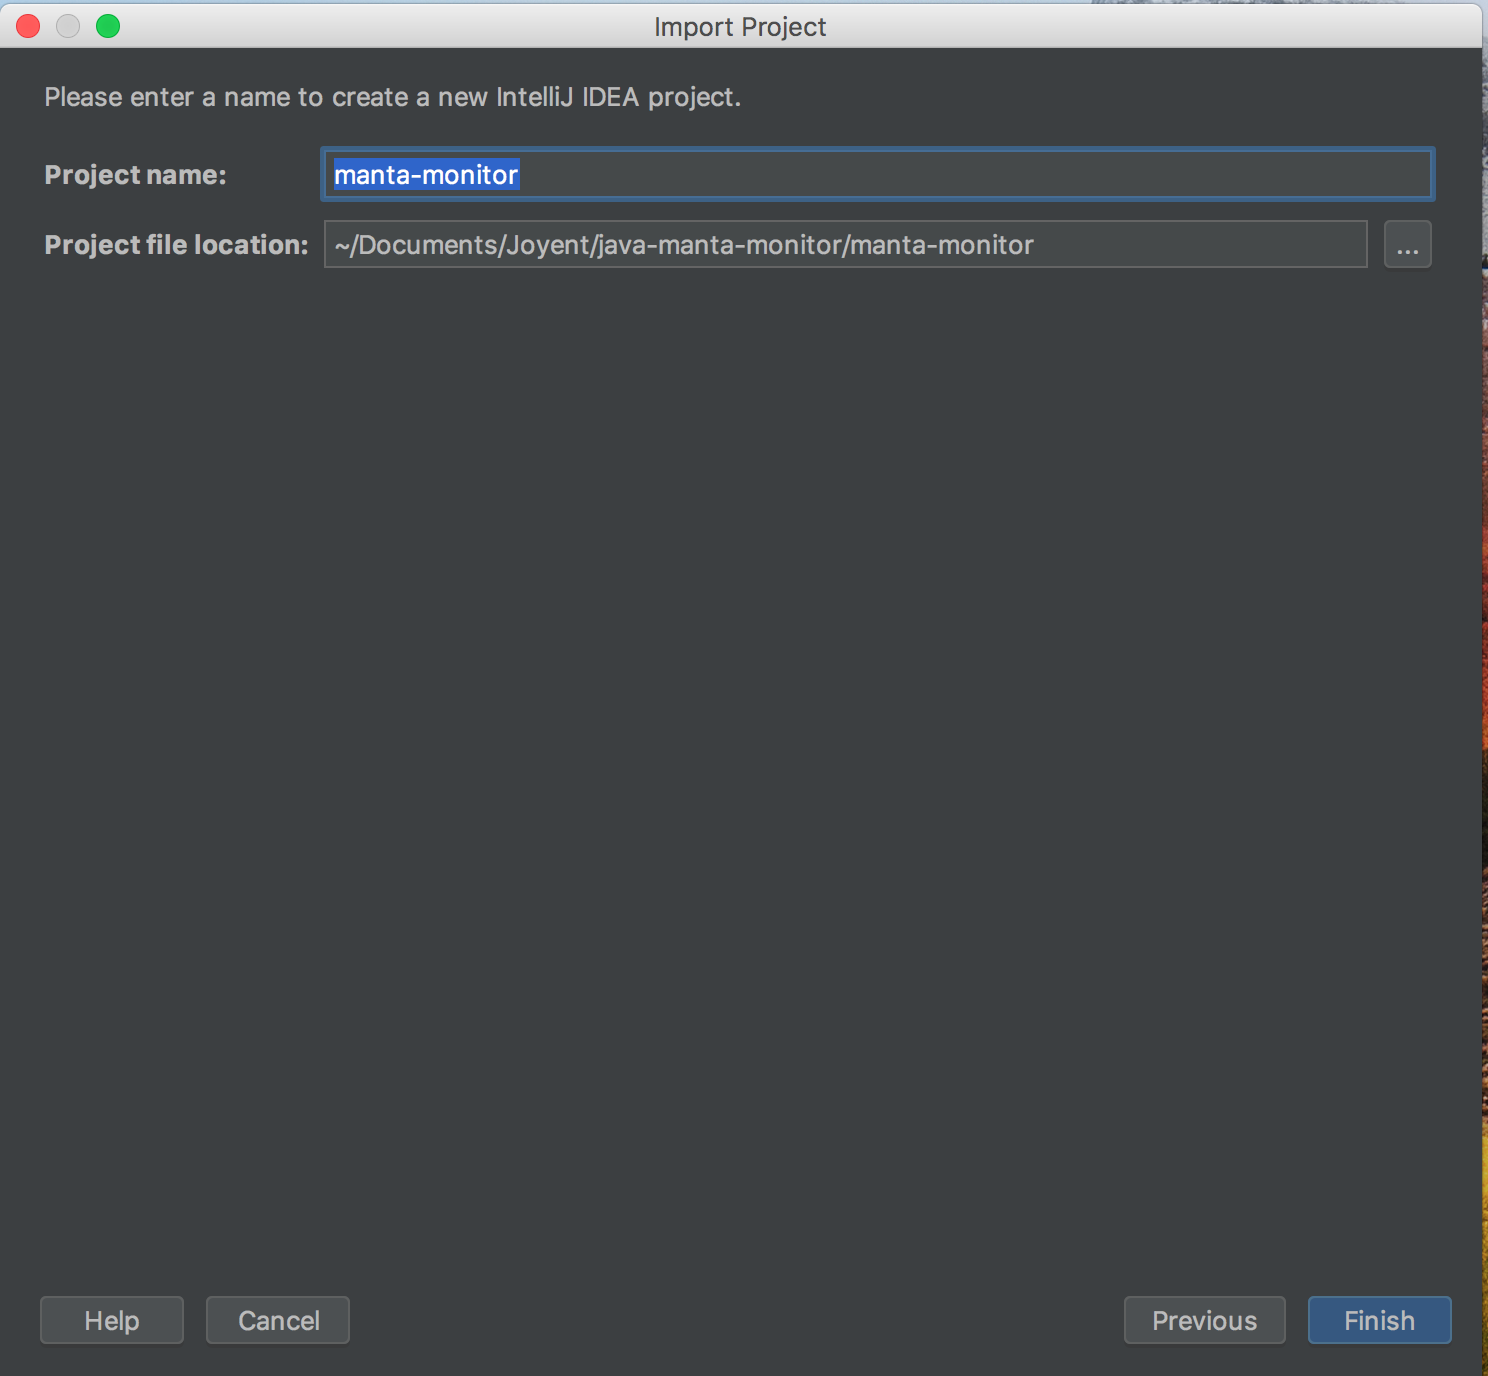 Import Project
Please enter a name to create a new IntelliJ IDEA project.
Project name: manta-monitor
Project file location: ~/Documents/Joyent/java-manta-monitor/manta-monitor ...
Help Cancel Previous Finish